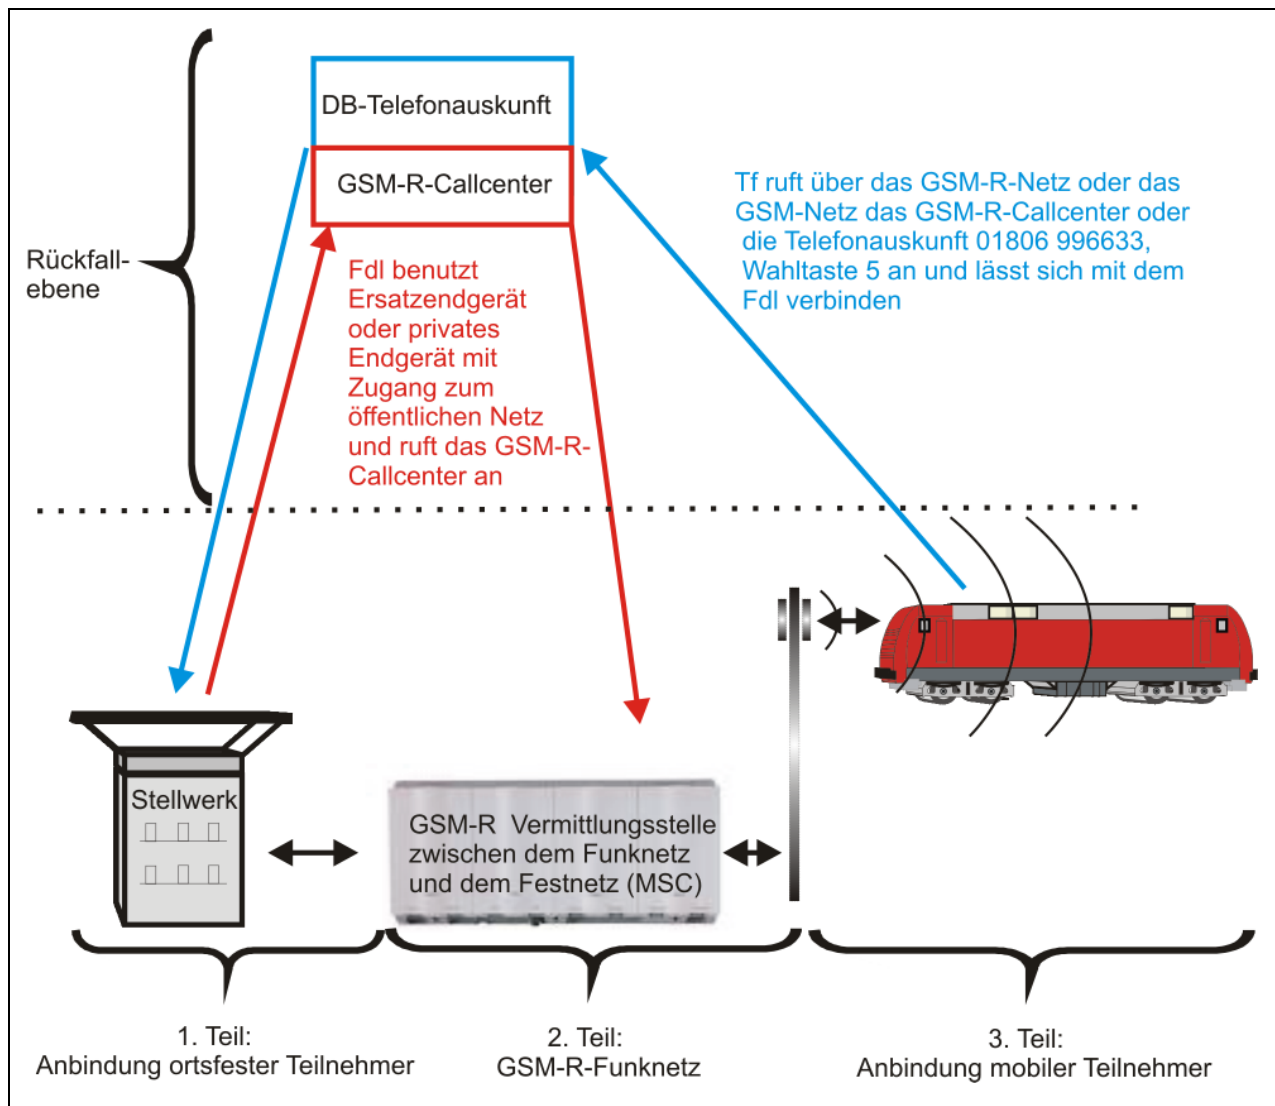 DB-Telefonauskunft
GSM-R-Callcenter
Tf ruft über das GSM-R-Netz oder das
GSM-Netz das GSM-R-Callcenter oder
die Telefonauskunft 01806 996633,
Wahltaste 5 an und lässt sich mit dem
Fdl verbinden
Rückfall-
ebene
Fdl benutzt
Ersatzendgerät
oder privates
Endgerät mit
Zugang zum
öffentlichen Netz
und ruft das GSM-R-
Callcenter an
Stellwerk
GSM-R Vermittlungsstelle
zwischen dem Funknetz
und dem Festnetz (MSC)
1. Teil:
Anbindung ortsfester Teilnehmer
2. Teil:
GSM-R-Funknetz
3. Teil:
Anbindung mobiler Teilnehmer